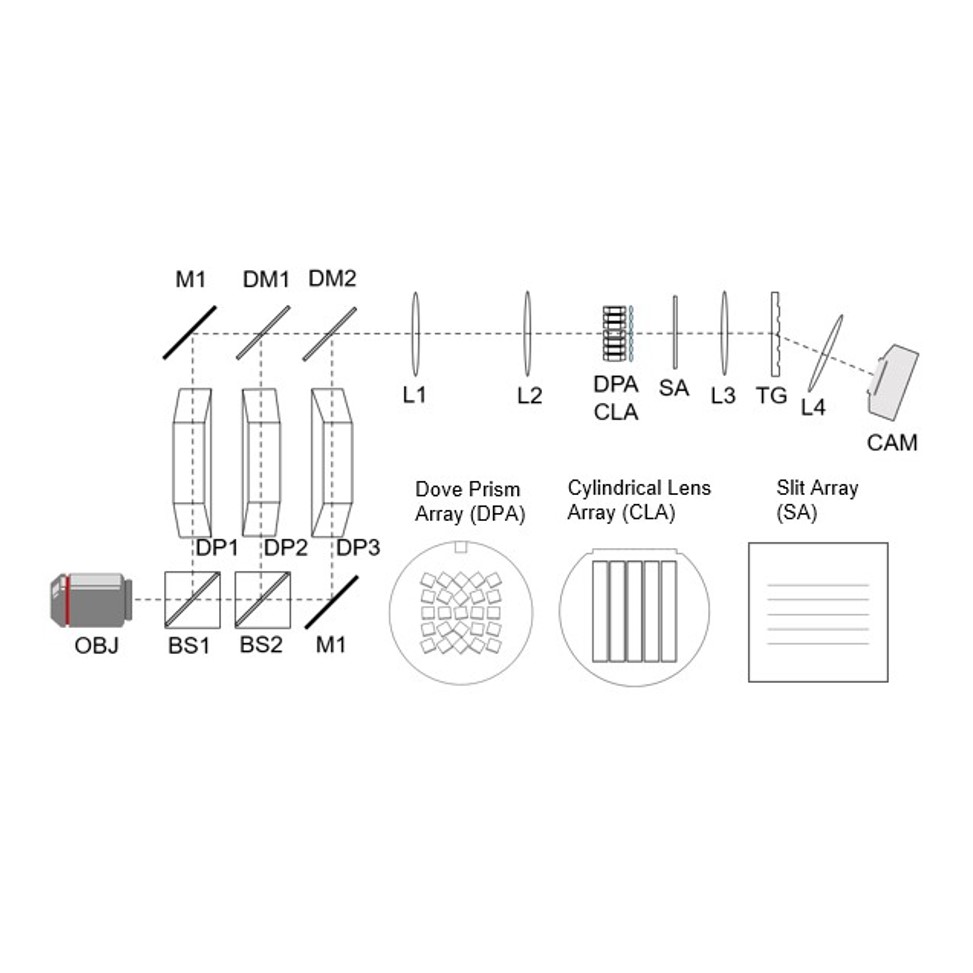 M1 DM1 DM2
L1 L2 DPA SA L3 TG L4
CLA
CAM
DP1 DP2 DP3
OBJ BS1 BS2 M1
Dove Prism
Array (DPA)
Cylindrical Lens
Array (CLA)
Slit Array
(SA)